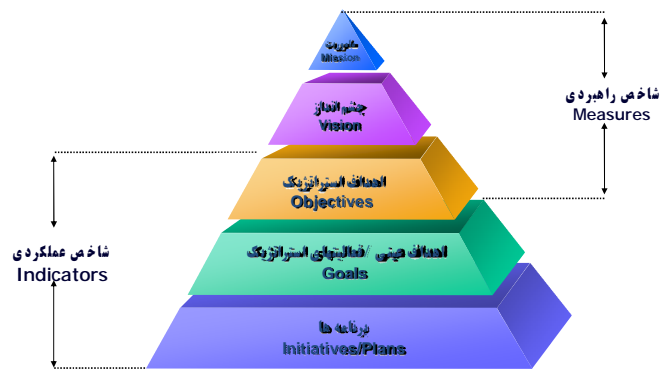 مأموریت
Mission
چشم انداز
Vision
اهداف استراتژیک
Objectives
اهداف عینی /فعالیتهای استراتژیک
Goals
برنامه ها
Initiatives/Plans
شاخص راهبردی
Measures
شاخص عملکردی
Indicators